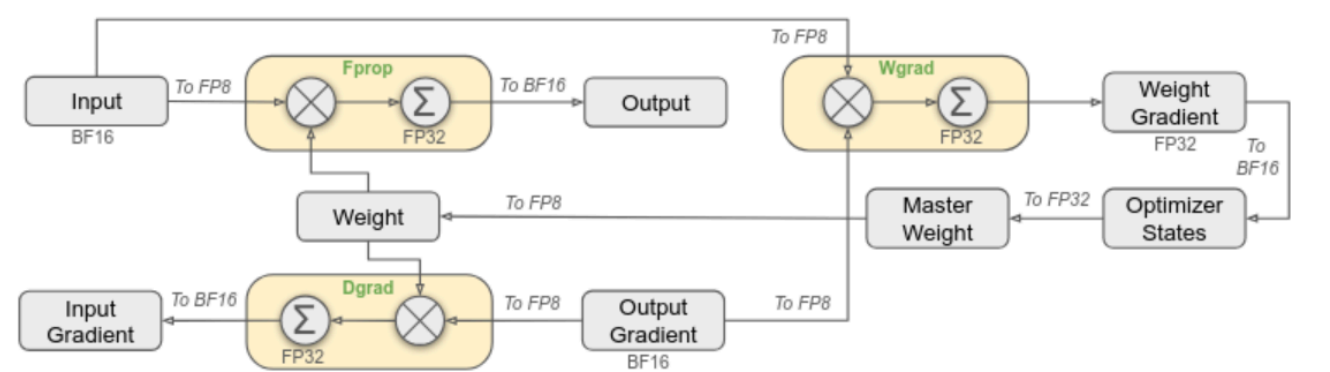 To FP8
Fprop
Wgrad
Input
To FP8
Σ
To BF16
Output
Σ
Weight
Gradient
BF16
FP32
FP32
FP32
To
BF16
Weight
To FP8
Master
Weight
To FP32
Optimizer
States
Dgrad
Input
Gradient
To BF16
Σ
To FP8
Output
Gradient
To FP8
FP32
BF16